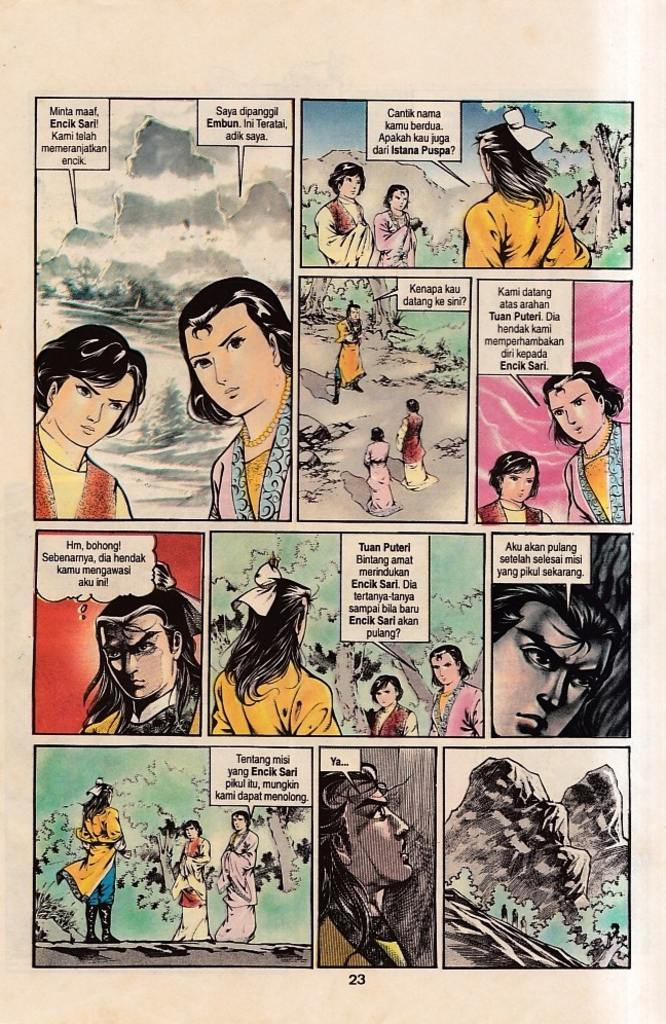 Minta maaf,
Encik Sari!
Kami telah
memeranjatkan
encik.
Saya dipanggil
Embun. Ini Teratai,
adik saya.
Cantik nama
kamu berdua.
Apakah kau juga
dari Istana Puspa?
Kenapa kau
datang ke sini?
Kami datang
atas arahan
Tuan Puteri. Dia
hendak kami
memperhambakan
diri kepada
Encik Sari.
Hm, bohong!
Sebenarnya, dia hendak
kamu mengawasi
aku ini!
Tuan Puteri
Bintang amat
merindukan
Encik Sari. Dia
tertanya-tanya
sampai bila baru
Encik Sari akan
pulang?
Aku akan pulang
setelah selesai misi
yang pikul sekarang.
Tentang misi
yang Encik Sari
pikul itu, mungkin
kami dapat menolong.
Ya...
23